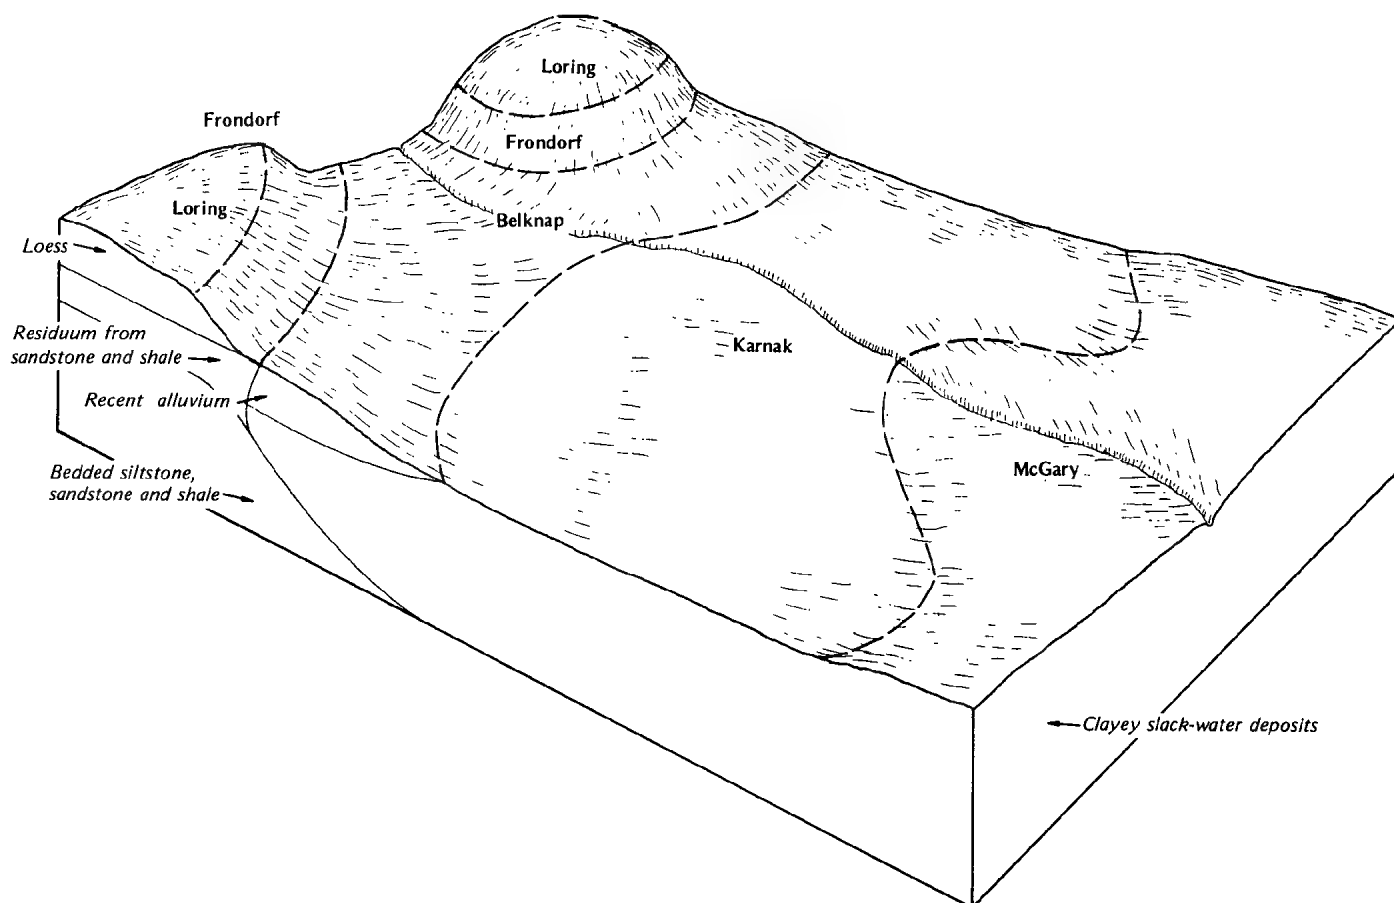 Loring
Frondorf
Frondorf
Loring
Belknap
Loess
Residuum from
sandstone and shale
Karnak
Recent alluvium
Bedded siltstone,
sandstone and shale
McGary
Clayey slack-water deposits